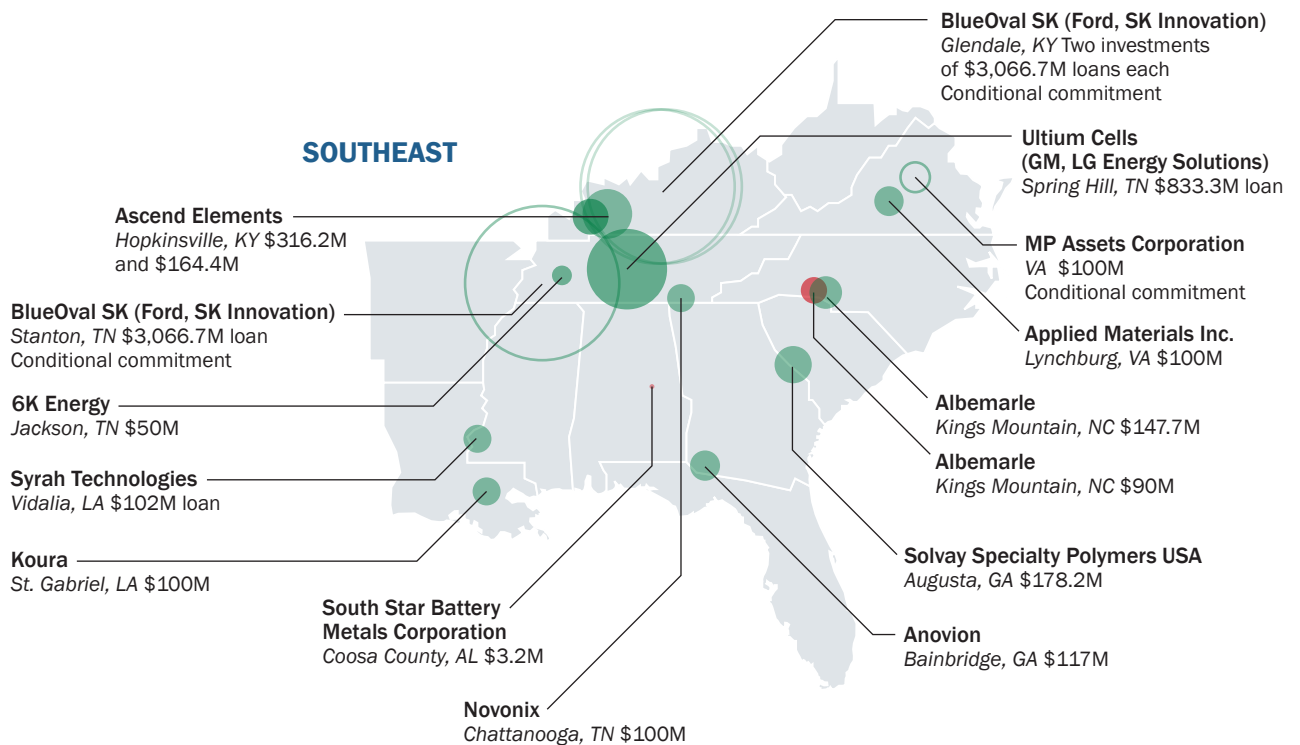 SOUTHEAST
BlueOval SK (Ford, SK Innovation)
Glendale, KY Two investments
of $3,066.7M loans each
Conditional commitment
Ultium Cells
(GM, LG Energy Solutions)
Spring Hill, TN $833.3M loan
MP Assets Corporation
VA $100M
Conditional commitment
Applied Materials Inc.
Lynchburg, VA $100M
Albemarle
Kings Mountain, NC $147.7M
Albemarle
Kings Mountain, NC $90M
Solvay Specialty Polymers USA
Augusta, GA $178.2M
Anovion
Bainbridge, GA $117M
Ascend Elements
Hopkinsville, KY $316.2M
and $164.4M
BlueOval SK (Ford, SK Innovation)
Stanton, TN $3,066.7M loan
Conditional commitment
6K Energy
Jackson, TN $50M
Syrah Technologies
Vidalia, LA $102M loan
Koura
St. Gabriel, LA $100M
South Star Battery
Metals Corporation
Coosa County, AL $3.2M
Novonix
Chattanooga, TN $100M